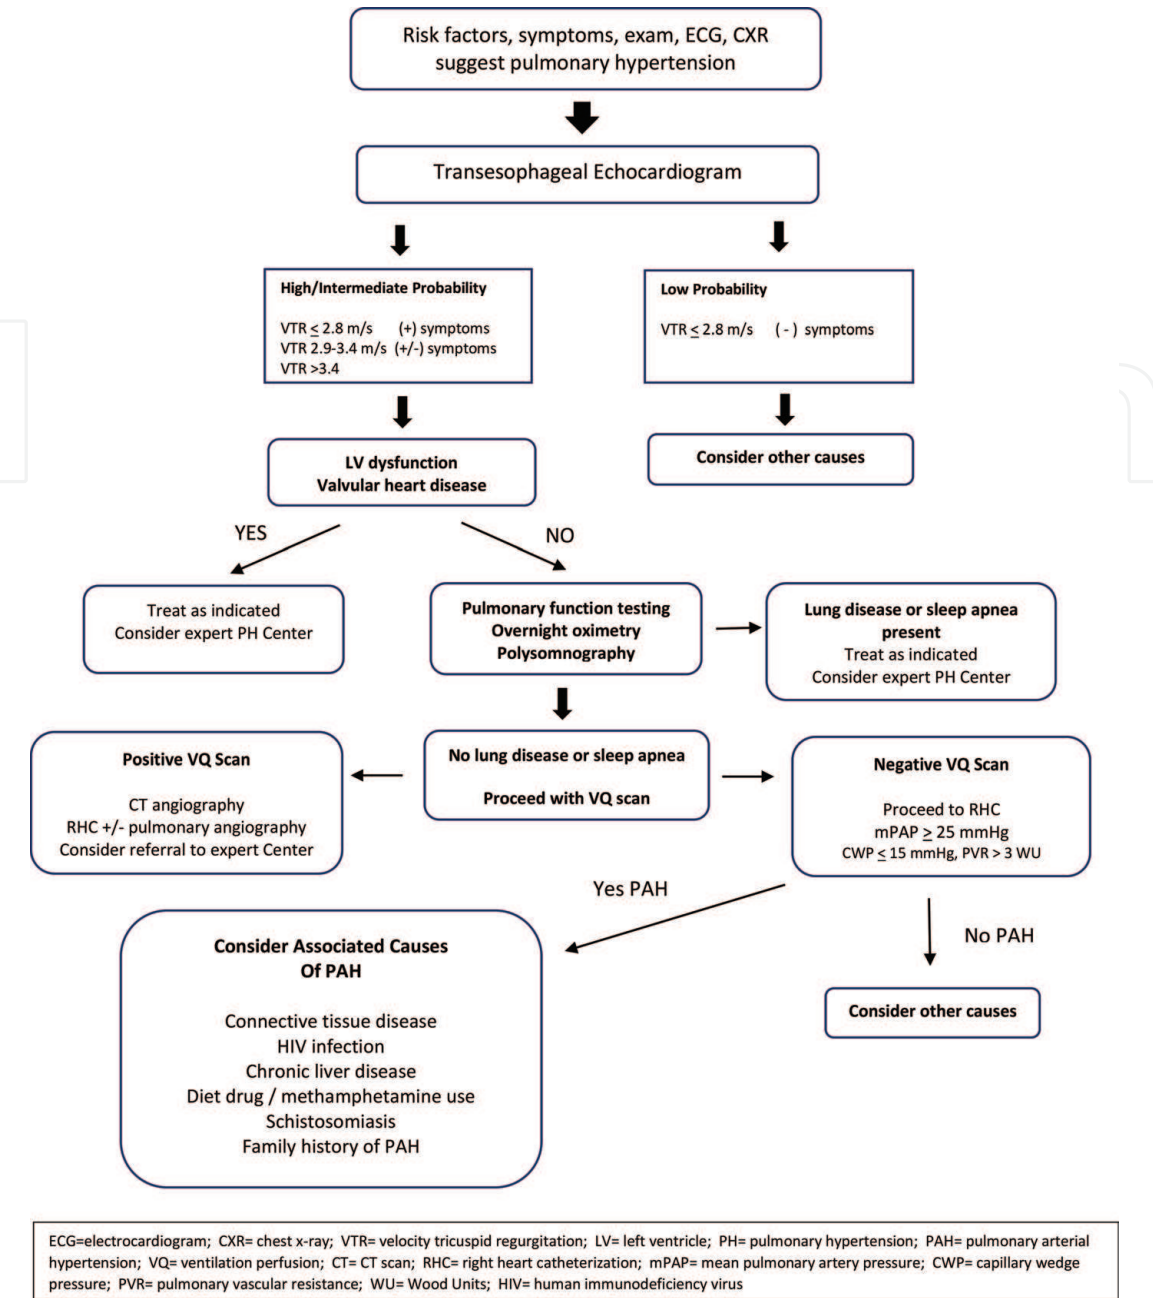 Risk factors, symptoms, exam, ECG, CXR
suggest pulmonary hypertension
Transesophageal Echocardiogram
High/Intermediate Probability
VTR ≤ 2.8 m/s (+) symptoms
VTR 2.9-3.4 m/s (+/-) symptoms
VTR >3.4
Low Probability
VTR ≤ 2.8 m/s ( - ) symptoms
LV dysfunction
Valvular heart disease
Consider other causes
YES
NO
Treat as indicated
Consider expert PH Center
Pulmonary function testing
Overnight oximetry
Polysomnography
Lung disease or sleep apnea
present
Treat as indicated
Consider expert PH Center
Positive VQ Scan
CT angiography
RHC +/- pulmonary angiography
Consider referral to expert Center
No lung disease or sleep apnea
Proceed with VQ scan
Negative VQ Scan
Proceed to RHC
mPAP ≥ 25 mmHg
CWP ≤ 15 mmHg, PVR > 3 WU
Yes PAH
No PAH
Consider Associated Causes
Of PAH
Connective tissue disease
HIV infection
Chronic liver disease
Diet drug / methamphetamine use
Schistosomiasis
Family history of PAH
Consider other causes
ECG=electrocardiogram; CXR= chest x-ray; VTR= velocity tricuspid regurgitation; LV= left ventricle; PH= pulmonary hypertension; PAH= pulmonary arterial
hypertension; VQ= ventilation perfusion; CT= CT scan; RHC= right heart catheterization; mPAP= mean pulmonary artery pressure; CWP= capillary wedge
pressure; PVR= pulmonary vascular resistance; WU= Wood Units; HIV= human immunodeficiency virus